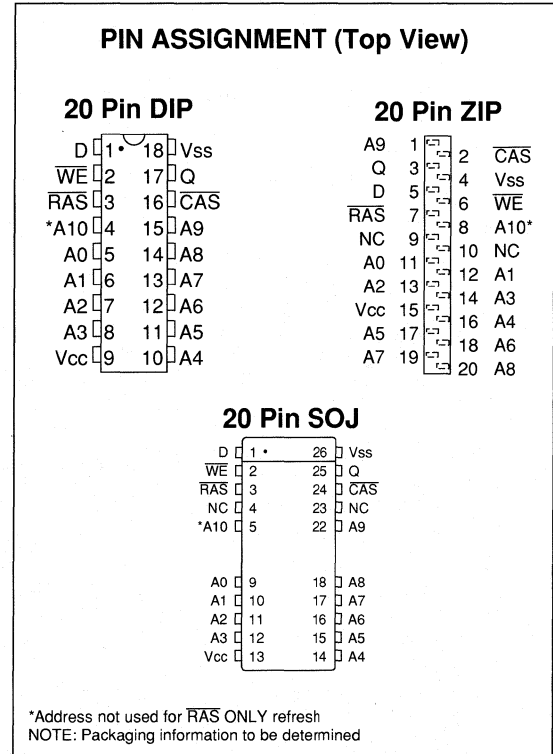 PIN ASSIGNMENT (Top View)
20 Pin DIP
D 1 • 18 Vss
WE 2 17 Q
RAS 3 16 CAS
*A10 4 15 A9
A0 5 14 A8
A1 6 13 A7
A2 7 12 A6
A3 8 11 A5
Vcc 9 10 A4
20 Pin ZIP
A9 1
2 CAS
Q 3
4 Vss
D 5
6 WE
RAS 7
8 A10*
NC 9
10 NC
A0 11
12 A1
A2 13
14 A3
Vcc 15
16 A4
A5 17
18 A6
A7 19
20 A8
20 Pin SOJ
D 1 • 26 Vss
WE 2 25 Q
RAS 3 24 CAS
NC 4 23 NC
*A10 5 22 A9
A0 9 18 A8
A1 10 17 A7
A2 11 16 A6
A3 12 15 A5
Vcc 13 14 A4
*Address not used for RAS ONLY refresh
NOTE: Packaging information to be determined